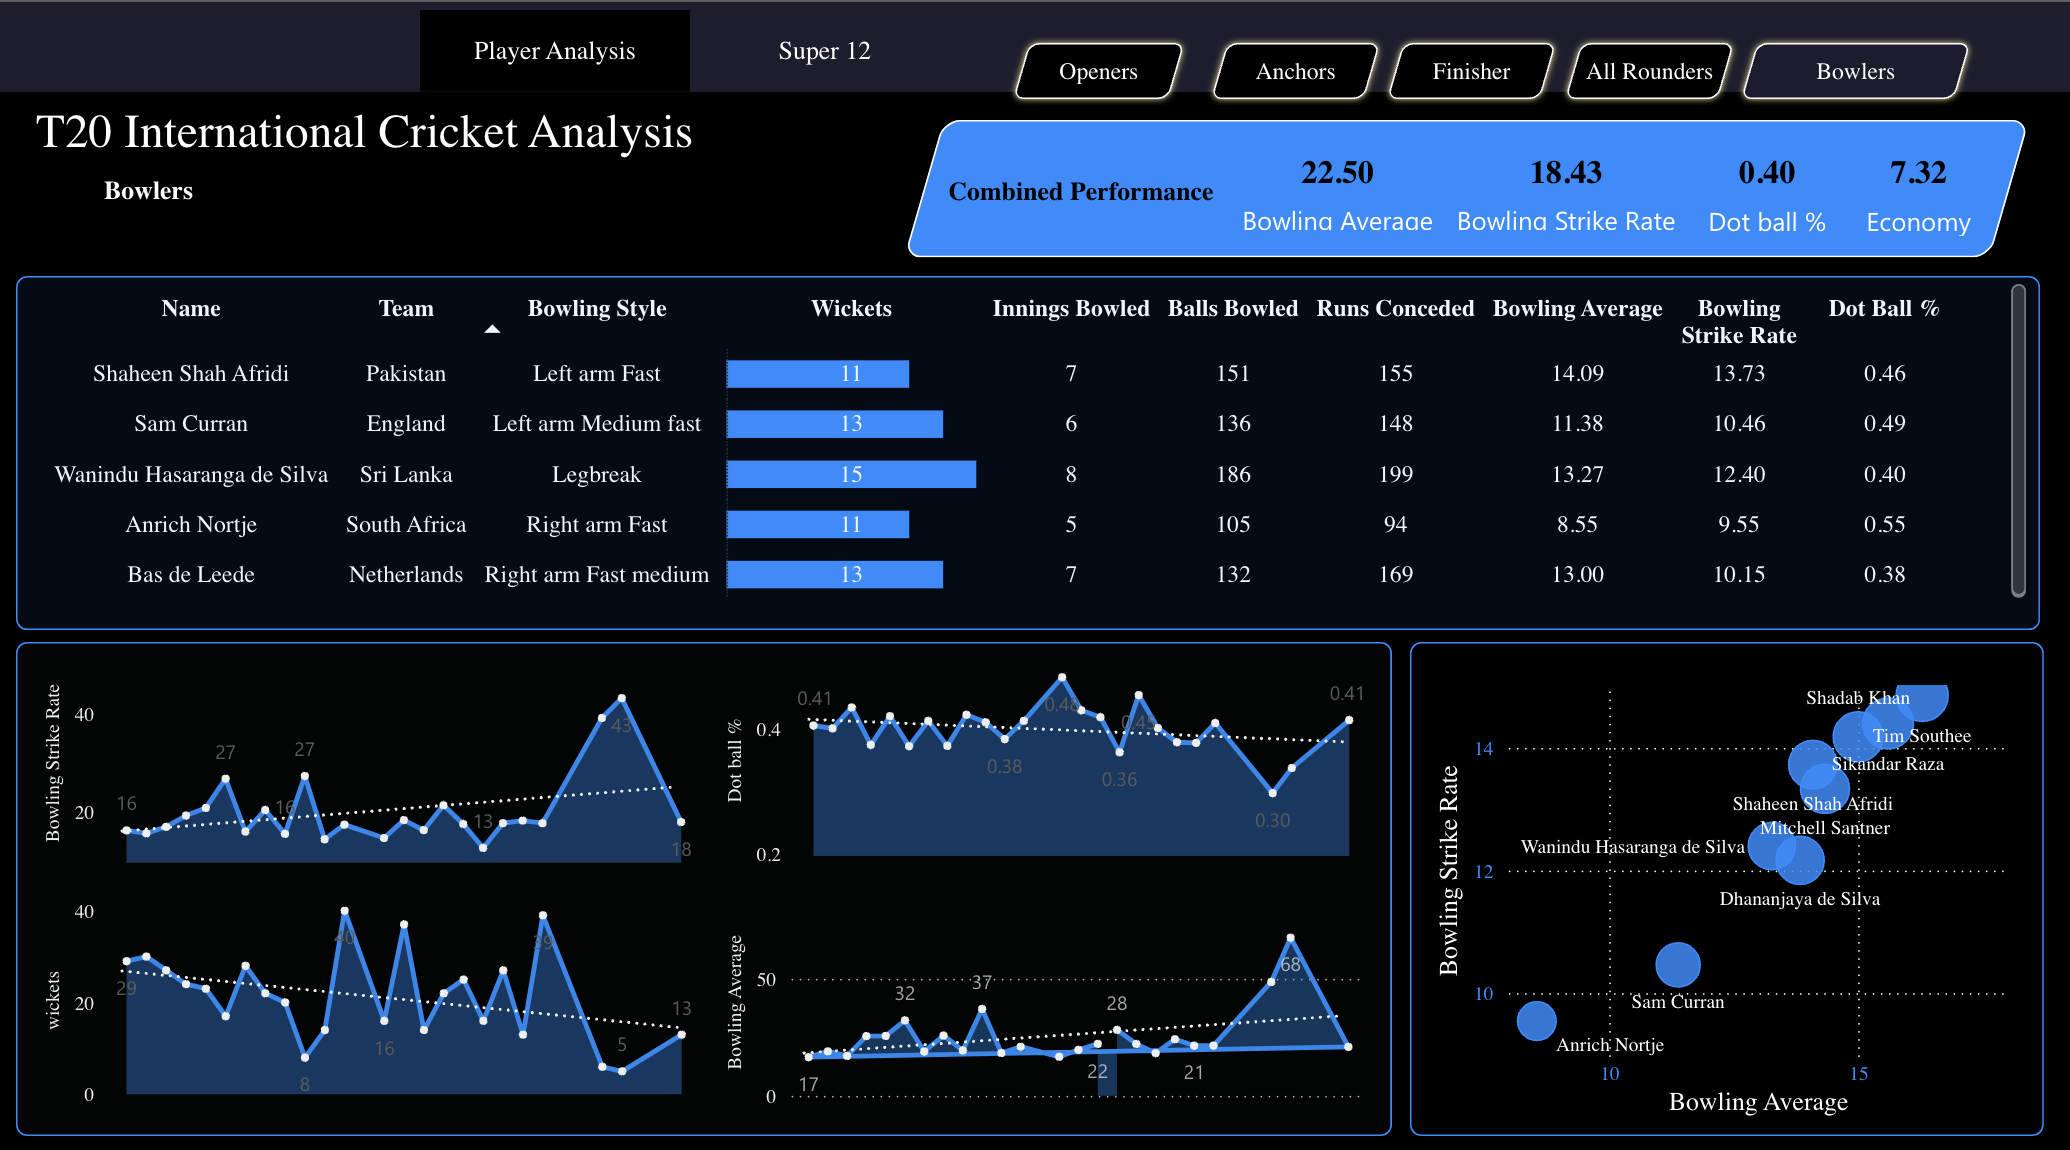 Player Analysis
Super 12
Openers
Anchors
Finisher
All Rounders
Bowlers
T20 International Cricket Analysis
Bowlers
Combined Performance
22.50 18.43 0.40 7.32
Bowling Average Bowling Strike Rate Dot ball % Economy
Name Team Bowling Style Wickets Innings Bowled Balls Bowled Runs Conceded Bowling Average Bowling Strike Rate Dot Ball %
Shaheen Shah Afridi Pakistan Left arm Fast 11 7 151 155 14.09 13.73 0.46
Sam Curran England Left arm Medium fast 13 6 136 148 11.38 10.46 0.49
Wanindu Hasaranga de Silva Sri Lanka Legbreak 15 8 186 199 13.27 12.40 0.40
Anrich Nortje South Africa Right arm Fast 11 5 105 94 8.55 9.55 0.55
Bas de Leede Netherlands Right arm Fast medium 13 7 132 169 13.00 10.15 0.38
Bowling Strike Rate
40
20
16
27
16
27
13
43
18
Dot ball %
0.4
0.2
0.41
0.38
0.48
0.36
0.45
0.30
0.41
wickets
40
20
0
29
8
40
16
39
5
13
Bowling Average
50
0
17
32
37
22
28
21
68
Bowling Strike Rate
14
12
10
Shadab Khan
Tim Southee
Sikandar Raza
Shaheen Shah Afridi
Mitchell Santner
Wanindu Hasaranga de Silva
Dhananjaya de Silva
Sam Curran
Anrich Nortje
10
15
Bowling Average